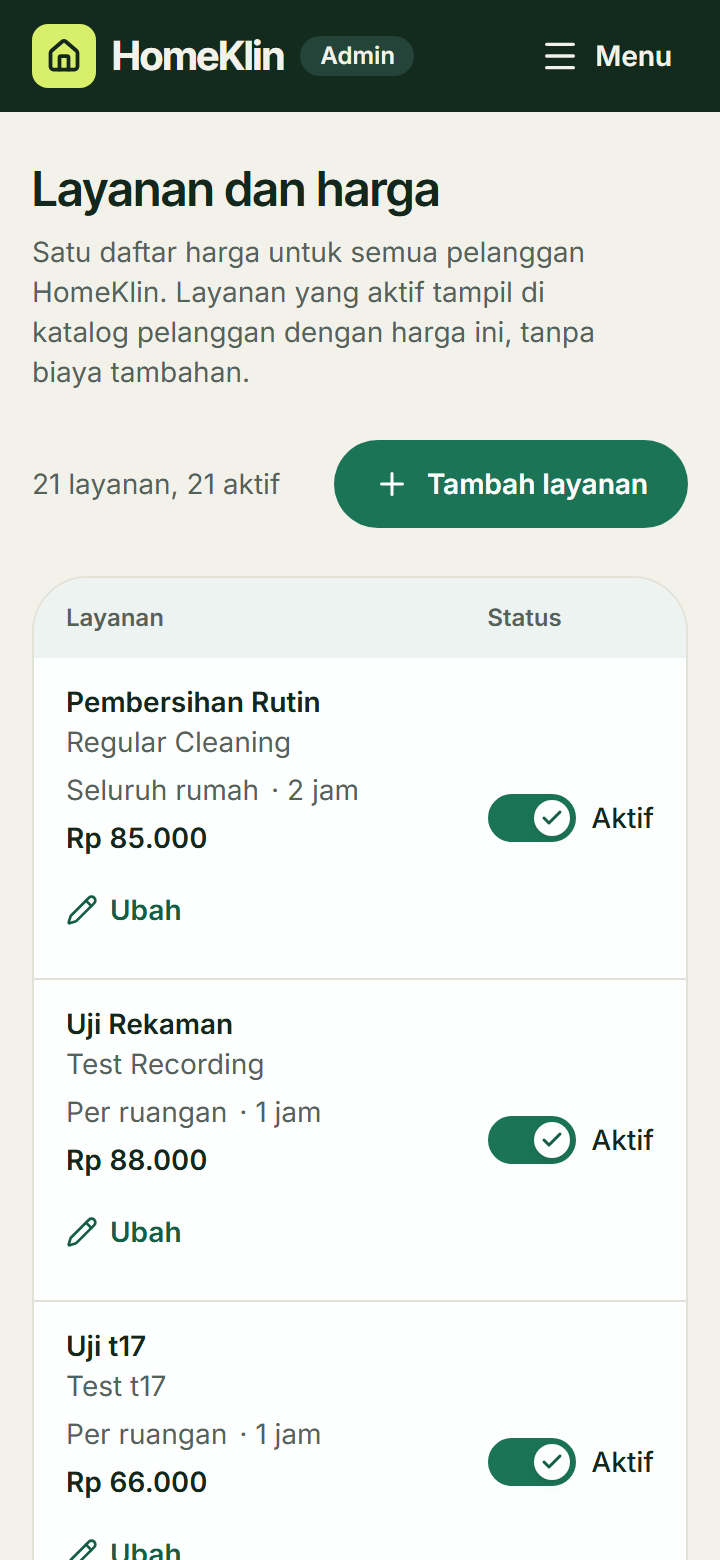 HomeKlin Admin Menu
Layanan dan harga
Satu daftar harga untuk semua pelanggan
HomeKlin. Layanan yang aktif tampil di
katalog pelanggan dengan harga ini, tanpa
biaya tambahan.
21 layanan, 21 aktif
Tambah layanan
Layanan Status
Pembersihan Rutin
Regular Cleaning
Seluruh rumah · 2 jam
Rp 85.000
Aktif
Ubah
Uji Rekaman
Test Recording
Per ruangan · 1 jam
Rp 88.000
Aktif
Ubah
Uji t17
Test t17
Per ruangan · 1 jam
Rp 66.000
Aktif
Ubah